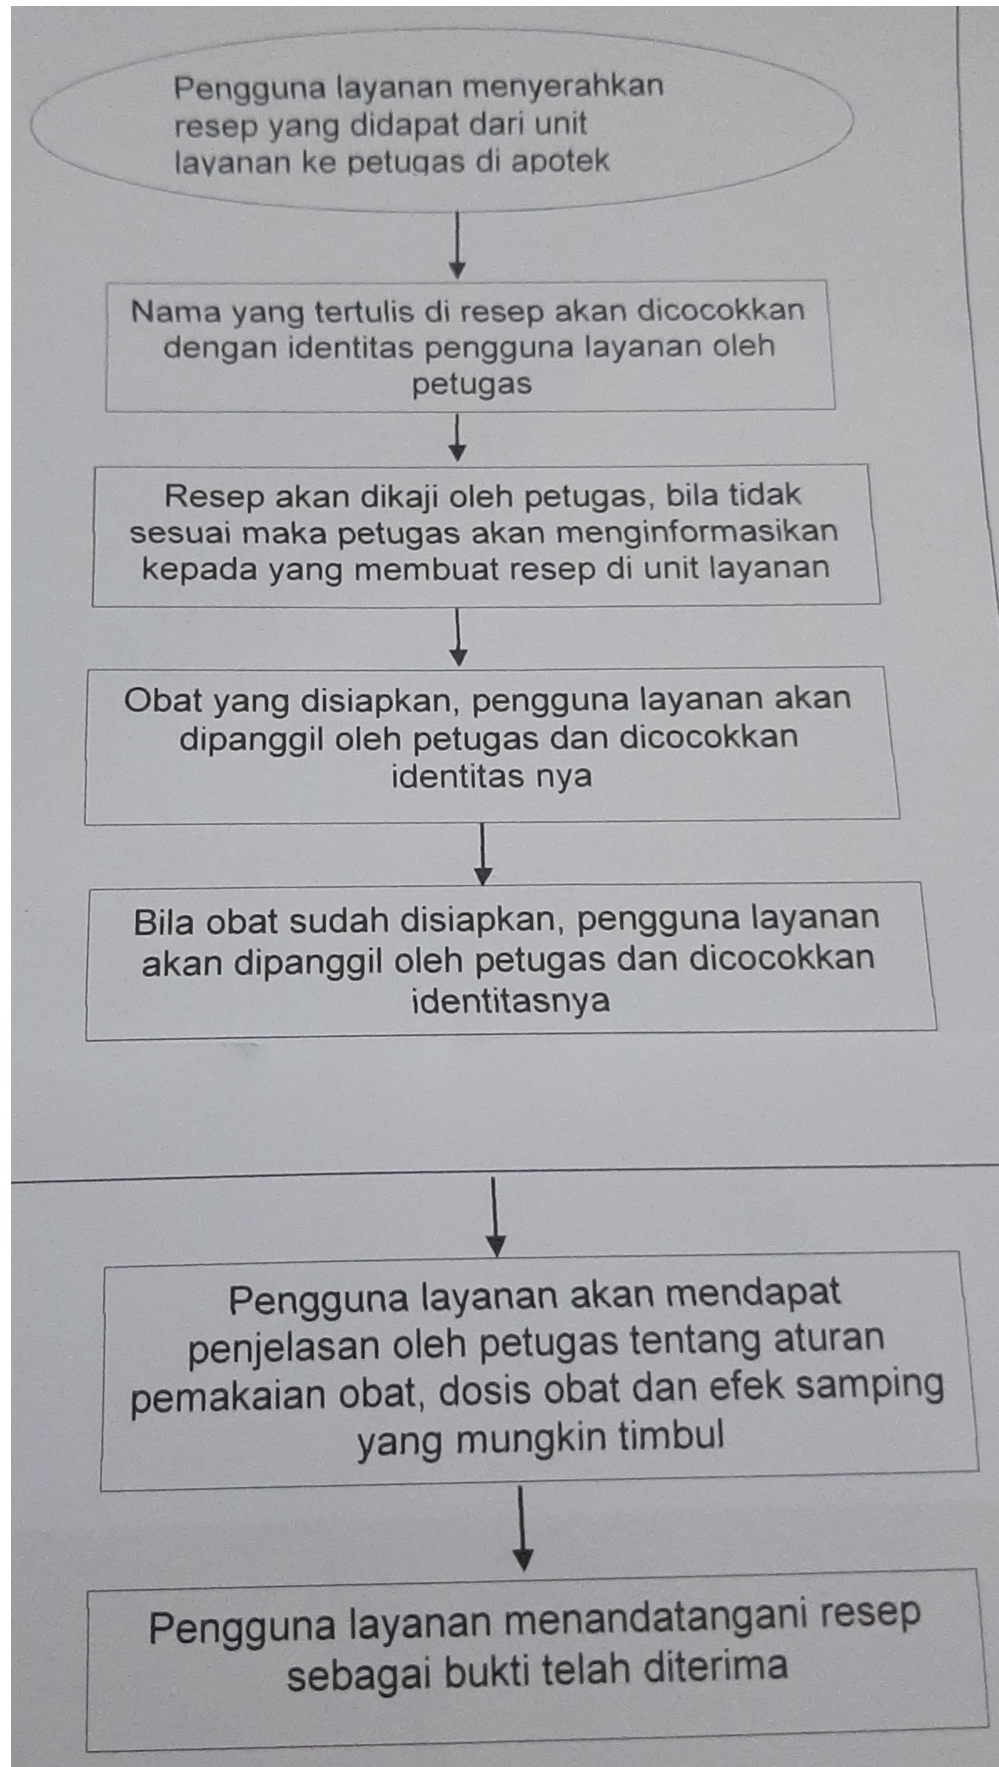 Pengguna layanan menyerahkan
resep yang didapat dari unit
layanan ke petugas di apotek
Nama yang tertulis di resep akan dicocokkan
dengan identitas pengguna layanan oleh
petugas
Resep akan dikaji oleh petugas, bila tidak
sesuai maka petugas akan menginformasikan
kepada yang membuat resep di unit layanan
Obat yang disiapkan, pengguna layanan akan
dipanggil oleh petugas dan dicocokkan
identitas nya
Bila obat sudah disiapkan, pengguna layanan
akan dipanggil oleh petugas dan dicocokkan
identitasnya
Pengguna layanan akan mendapat
penjelasan oleh petugas tentang aturan
pemakaian obat, dosis obat dan efek samping
yang mungkin timbul
Pengguna layanan menandatangani resep
sebagai bukti telah diterima